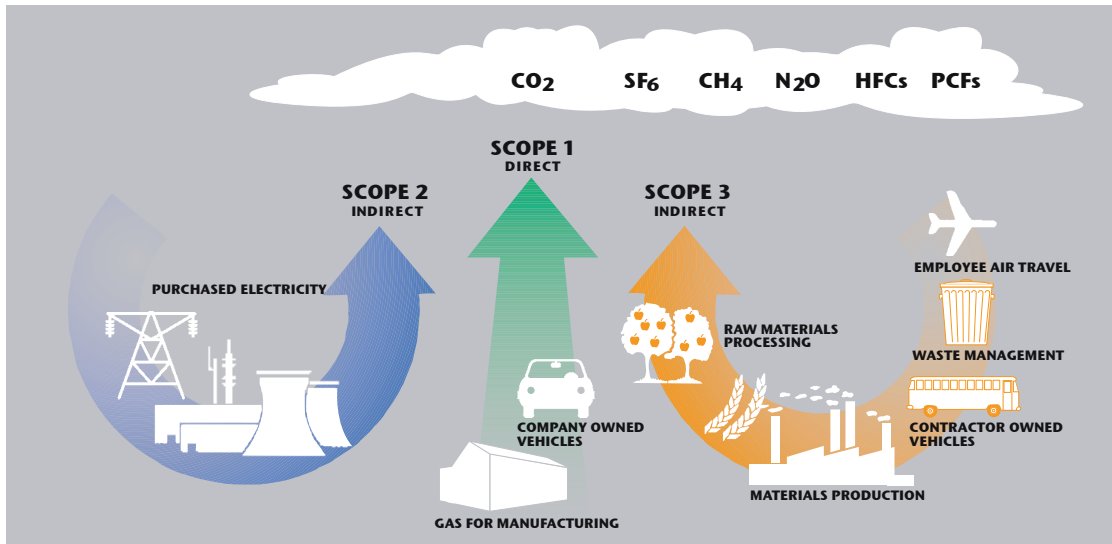 CO2 SF6 CH4 N2O HFCs PCFs
SCOPE 1
DIRECT
SCOPE 2
INDIRECT
SCOPE 3
INDIRECT
PURCHASED ELECTRICITY
COMPANY OWNED
VEHICLES
GAS FOR MANUFACTURING
RAW MATERIALS
PROCESSING
MATERIALS PRODUCTION
EMPLOYEE AIR TRAVEL
WASTE MANAGEMENT
CONTRACTOR OWNED
VEHICLES